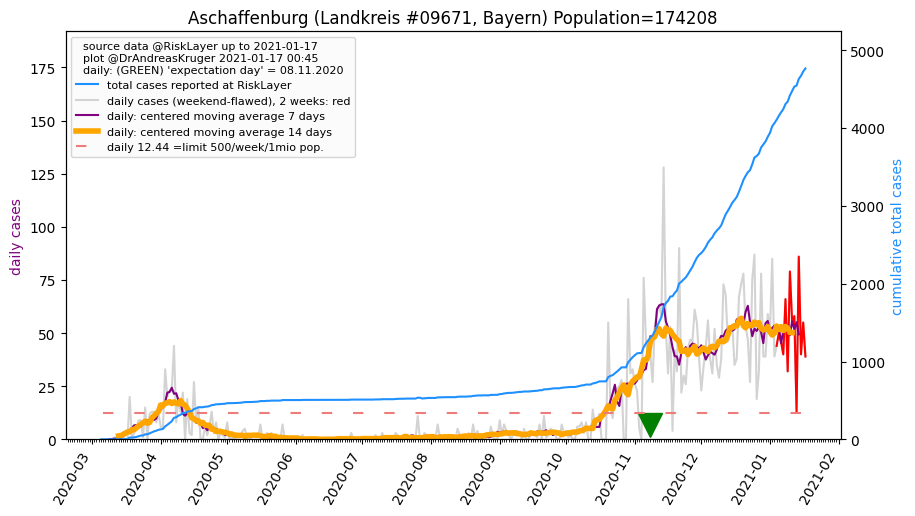 Aschaffenburg (Landkreis #09671, Bayern) Population=174208
source data @RiskLayer up to 2021-01-17
plot @DrAndreasKruger 2021-01-17 00:45
daily: (GREEN) 'expectation day' = 08.11.2020
total cases reported at RiskLayer
daily cases (weekend-flawed), 2 weeks: red
daily: centered moving average 7 days
daily: centered moving average 14 days
daily 12.44 =limit 500/week/1mio pop.
daily cases
175
150
125
100
75
50
25
0
5000
4000
3000
2000
1000
0
cumulative total cases
2020-03
2020-04
2020-05
2020-06
2020-07
2020-08
2020-09
2020-10
2020-11
2020-12
2021-01
2021-02